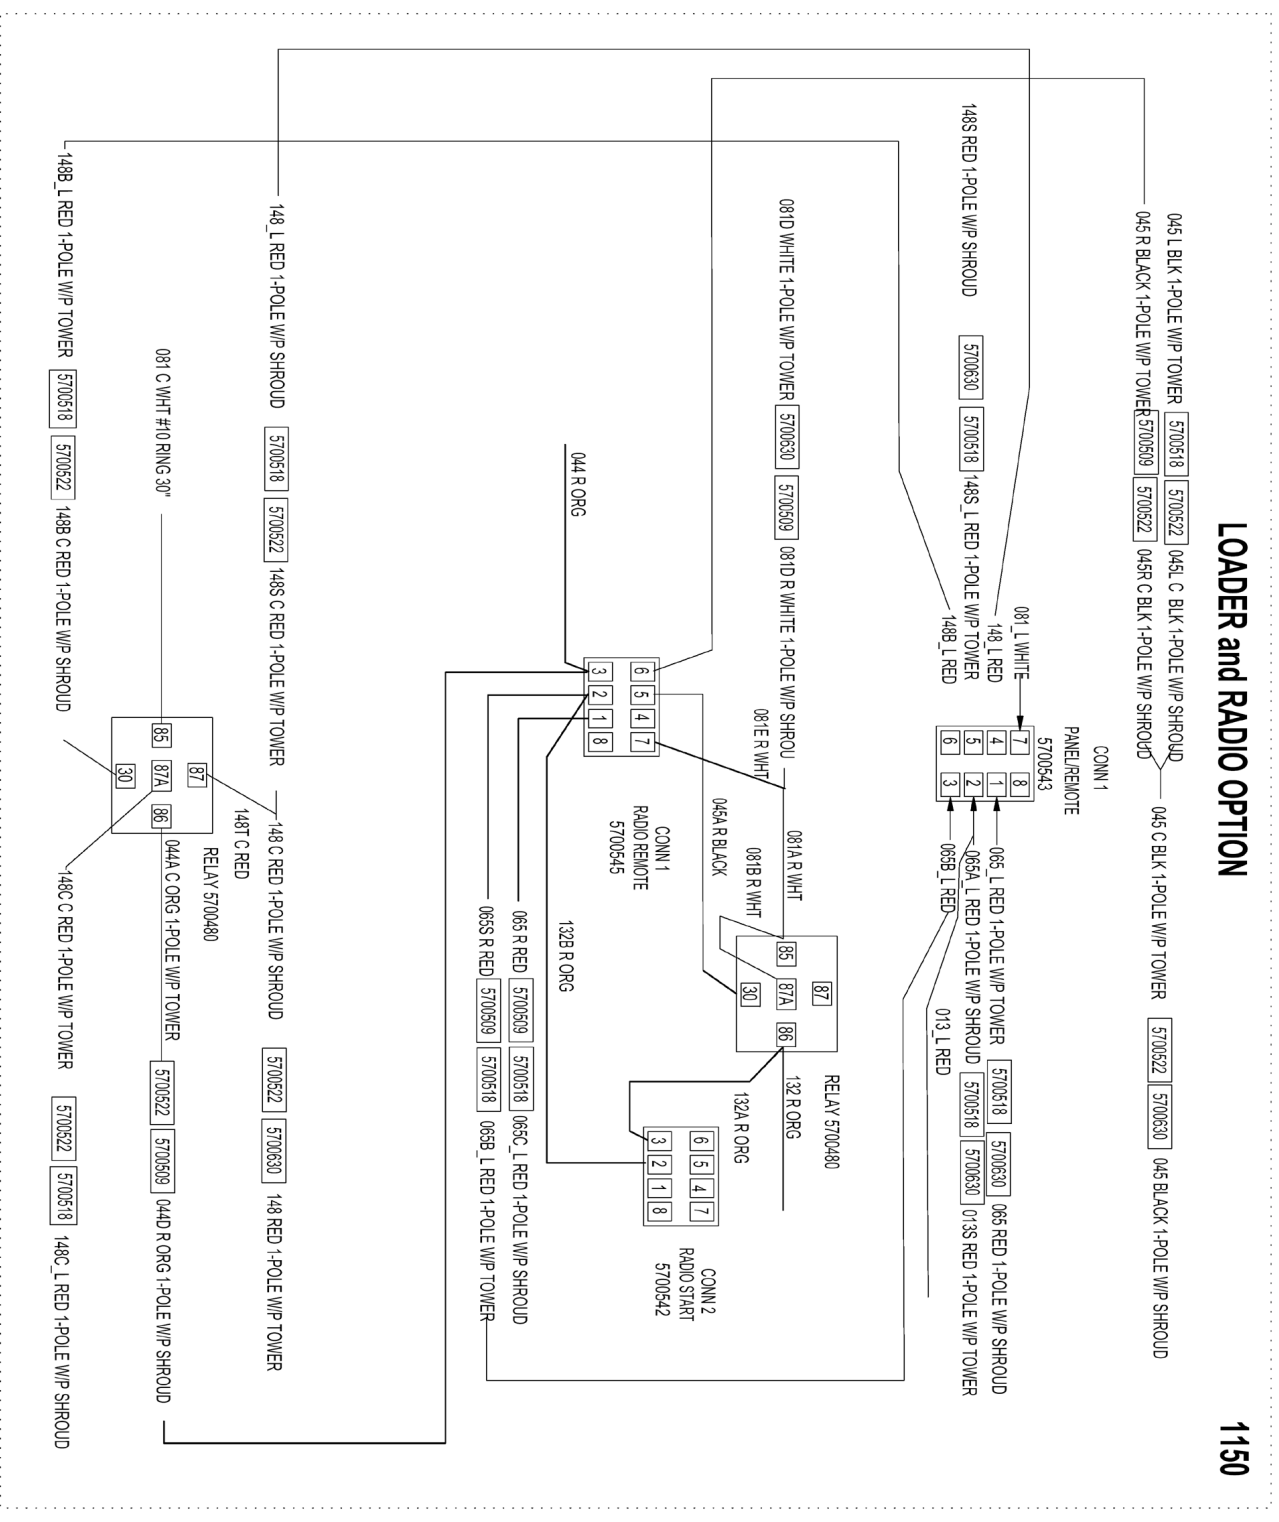 LOADER and RADIO OPTION
1150
045 L BLK 1-POLE W/P TOWER
5700518
5700522
045L C BLK 1-POLE W/P SHROUD
045 R BLACK 1-POLE W/P TOWER
5700509
5700522
045R C BLK 1-POLE W/P SHROUD
045 C BLK 1-POLE W/P TOWER
5700522
5700630
045 BLACK 1-POLE W/P SHROUD
CONN 1
PANEL/REMOTE
5700543
081_L WHITE
148_L RED
148S RED 1-POLE W/P SHROUD
5700630
5700518
148S_L RED 1-POLE W/P TOWER
148B_L RED
7
8
4
1
5
2
6
3
065_L RED 1-POLE W/P TOWER
5700518
5700630
065 RED 1-POLE W/P SHROUD
065A_L RED 1-POLE W/P SHROUD
5700518
5700630
013S RED 1-POLE W/P TOWER
065B_L RED
013_L RED
081D WHITE 1-POLE W/P TOWER
5700630
5700509
081D R WHITE 1-POLE W/P SHROU
081E R WHT
081A R WHT
081B R WHT
045A R BLACK
RELAY 5700480
87
85
87A
86
30
132 R ORG
132A R ORG
CONN 2
RADIO START
5700542
6
5
4
7
3
2
1
8
CONN 1
RADIO REMOTE
5700545
6
5
4
7
3
2
1
8
044 R ORG
132B R ORG
065 R RED
5700509
5700518
065C_L RED 1-POLE W/P SHROUD
065S R RED
5700509
5700518
065B_L RED 1-POLE W/P TOWER
148_L RED 1-POLE W/P SHROUD
5700518
5700522
148S C RED 1-POLE W/P TOWER
148 C RED 1-POLE W/P SHROUD
5700522
5700630
148 RED 1-POLE W/P TOWER
148T C RED
RELAY 5700480
87
85
87A
86
30
081 C WHT #10 RING 30"
044A C ORG 1-POLE W/P TOWER
5700522
5700509
044D R ORG 1-POLE W/P SHROUD
148B_L RED 1-POLE W/P TOWER
5700518
5700522
148B C RED 1-POLE W/P SHROUD
148C C RED 1-POLE W/P TOWER
5700522
5700518
148C_L RED 1-POLE W/P SHROUD